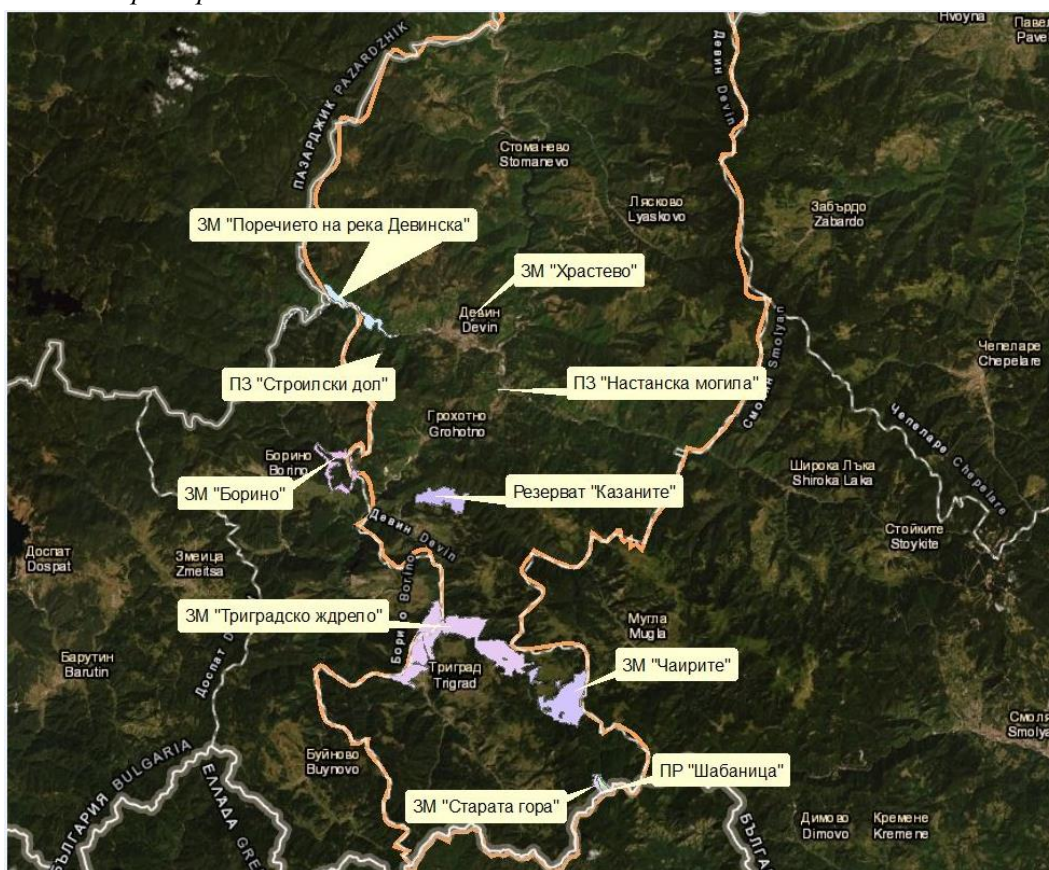 Hvoyna
Павел
Pave
ПАЗАРДЖИК PAZARDZHIK
Девин Devin
Стоманево
Stomanevo
Лясково
Lyaskovo
Забърдо
Zabardo
ЗМ "Поречието на река Девинска"
ЗМ "Храстево"
Девин
Devin
Смолян Smolyan
Чепеларе
Chepelare
ПЗ "Строилски дол"
ПЗ "Настанска могила"
Чепеларе Chepelare
Грохотно
Grohotno
Борино
Borino
Широка Лъка
Shiroka Laka
ЗМ "Борино"
Резерват "Казаните"
Девин Devin
Стойките
Stoykite
Доспат
Dospat
Змеица
Zmeitsa
Борино Borino
ЗМ "Триградско ждрело"
Мугла
Mugla
Барутин
Barutin
Доспат D
Триград
Trigrad
ЗМ "Чаирите"
Смоля
Smolya
Буйново
Buynovo
ПР "Шабаница"
ЗМ "Старата гора"
БЪЛГАРИЯ BULGARIA
ЕЛЛАДА GRE
Димово
Dimovo
Кремене
Kremene
БЪЛГА